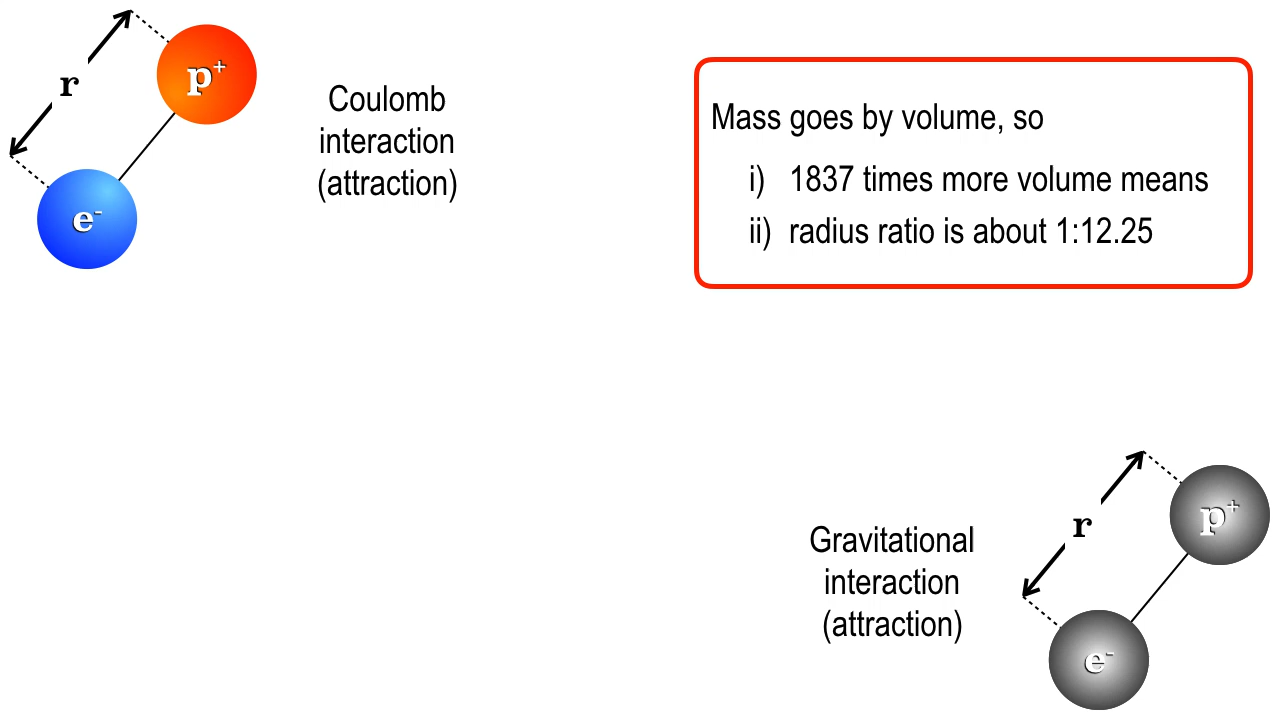 p+
r
e-
Coulomb
interaction
(attraction)
Mass goes by volume, so
i) 1837 times more volume means
ii) radius ratio is about 1:12.25
Gravitational
interaction
(attraction)
p+
r
e-